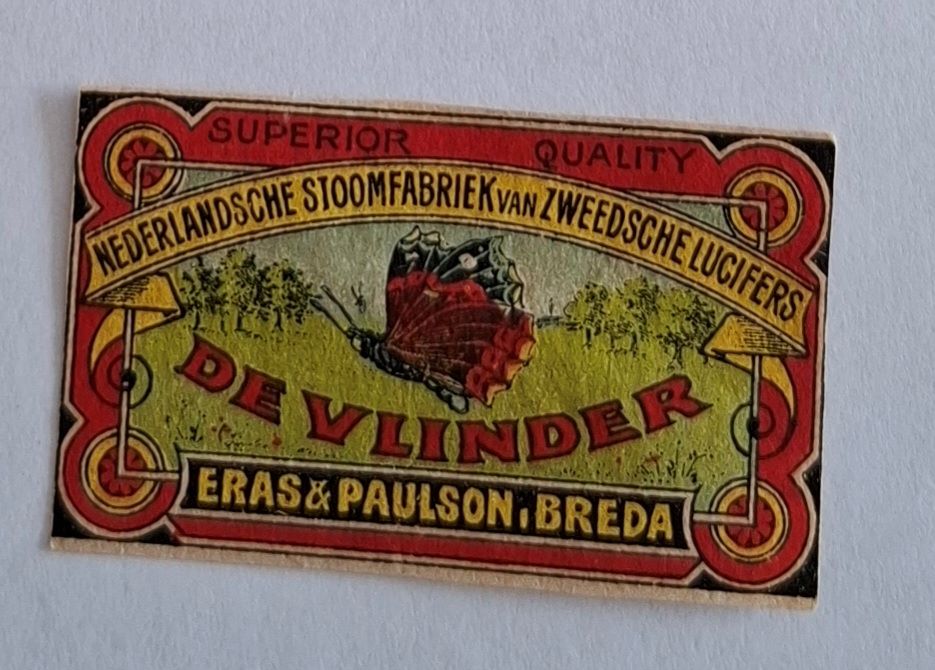 SUPERIOR QUALITY
NEDERLANDSCHE STOOMFABRIEK VAN ZWEEDSCHE LUCIFERS
DE VLINDER
ERAS & PAULSON, BREDA